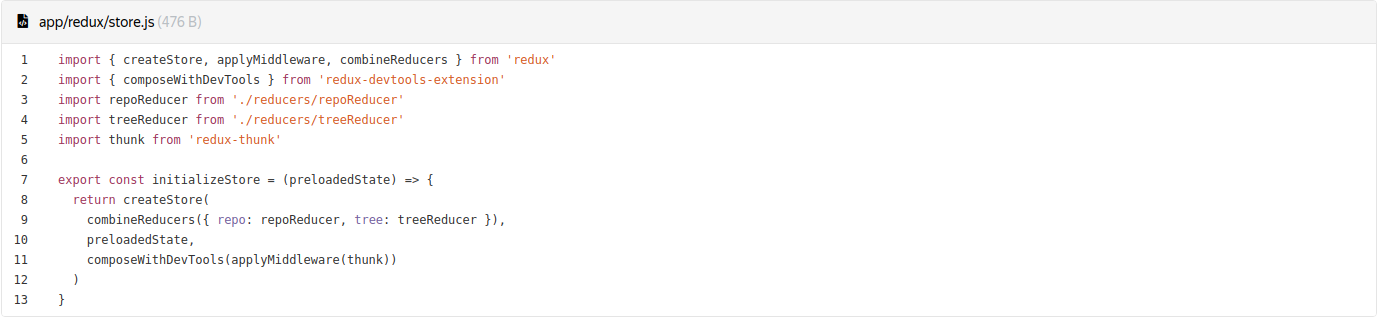 app/redux/store.js (476 B)
1 import { createStore, applyMiddleware, combineReducers } from 'redux'
2 import { composeWithDevTools } from 'redux-devtools-extension'
3 import repoReducer from './reducers/repoReducer'
4 import treeReducer from './reducers/treeReducer'
5 import thunk from 'redux-thunk'
6
7 export const initializeStore = (preloadedState) => {
8   return createStore(
9     combineReducers({ repo: repoReducer, tree: treeReducer }),
10     preloadedState,
11     composeWithDevTools(applyMiddleware(thunk))
12   )
13 }